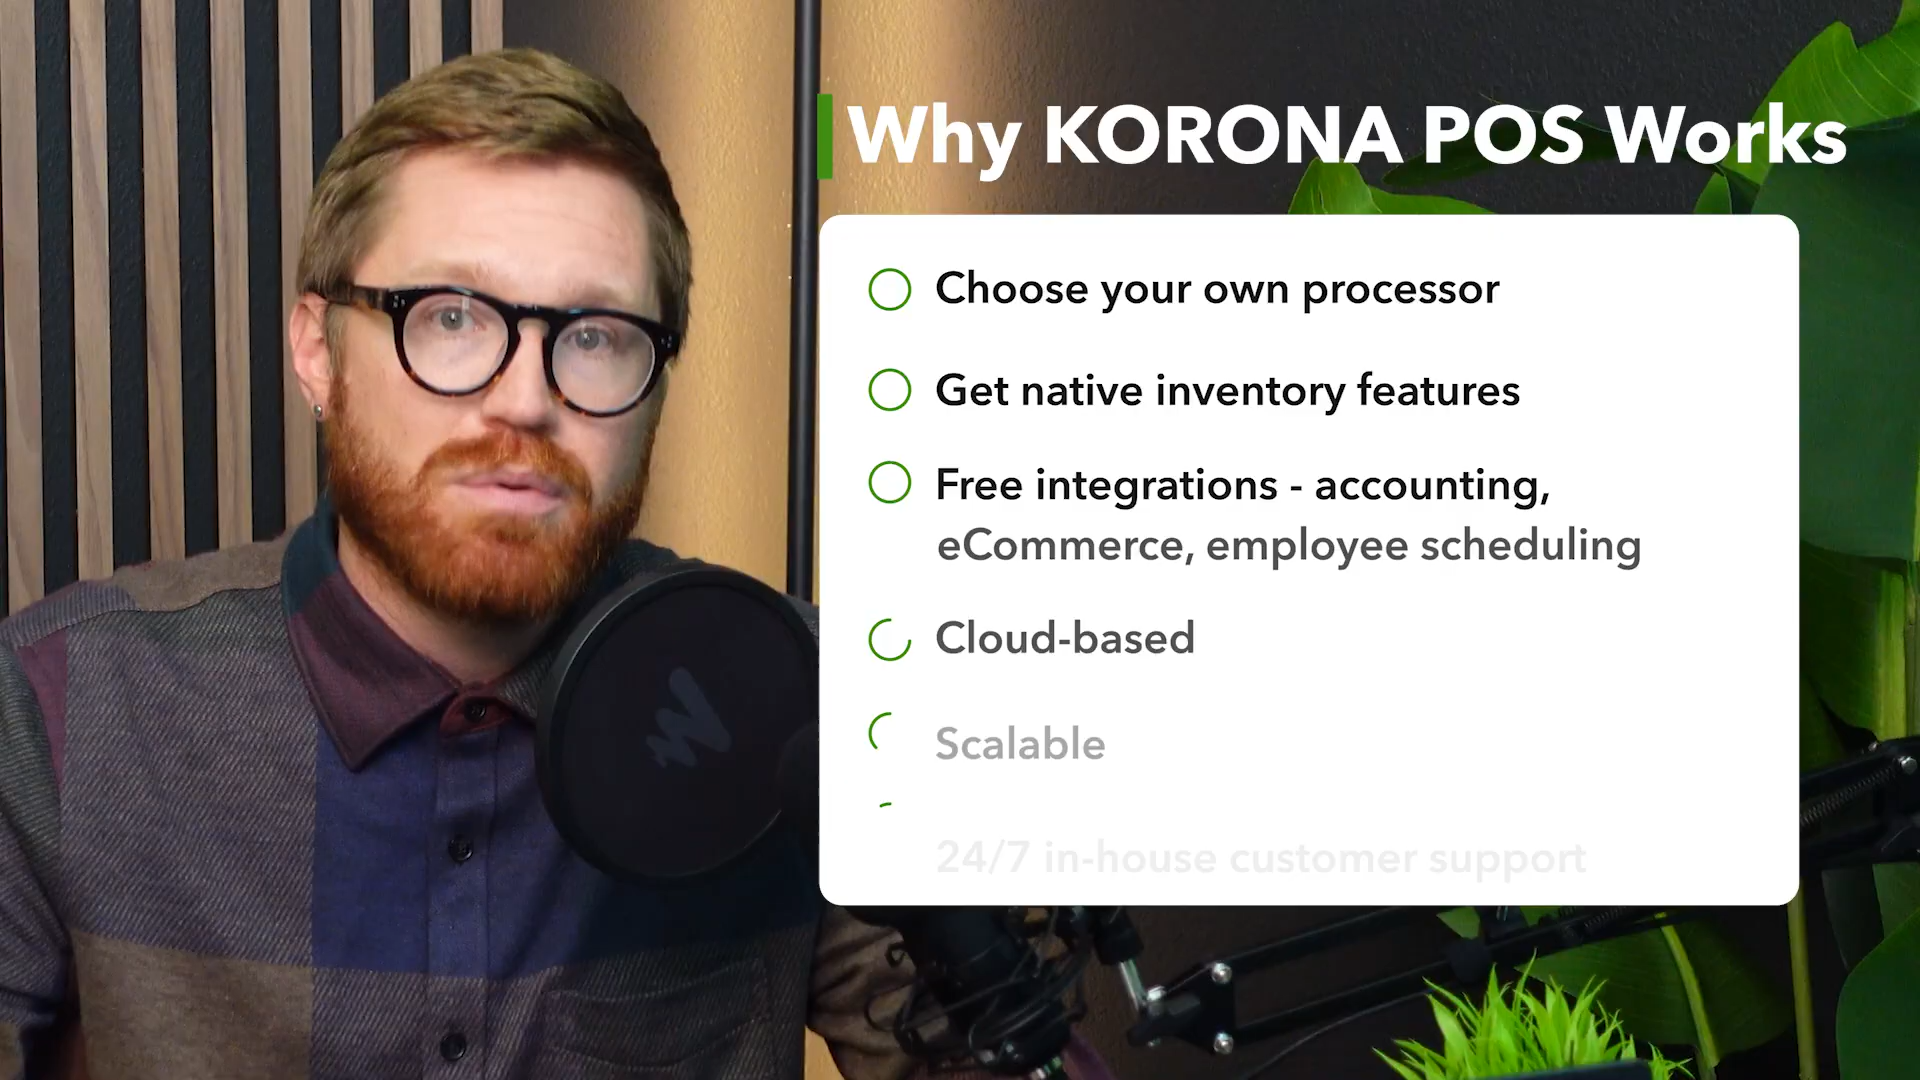 Why KORONA POS Works
Choose your own processor
Get native inventory features
Free integrations - accounting,
eCommerce, employee scheduling
Cloud-based
Scalable
24/7 in-house customer support